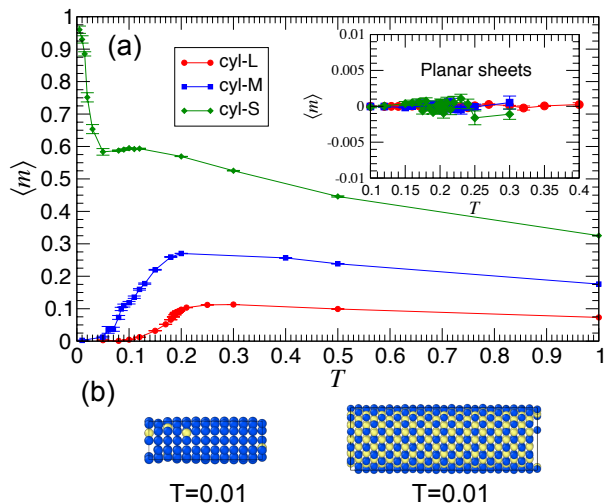 (a)
cyl-L
cyl-M
cyl-S
⟨m⟩
1
0.9
0.8
0.7
0.6
0.5
0.4
0.3
0.2
0.1
0
0 0.1 0.2 0.3 0.4 0.5 0.6 0.7 0.8 0.9 1
T
Planar sheets
⟨m⟩
0.01
0.005
0
-0.005
-0.01
0.1 0.15 0.2 0.25 0.3 0.35 0.4
T
(b)
T=0.01 T=0.01